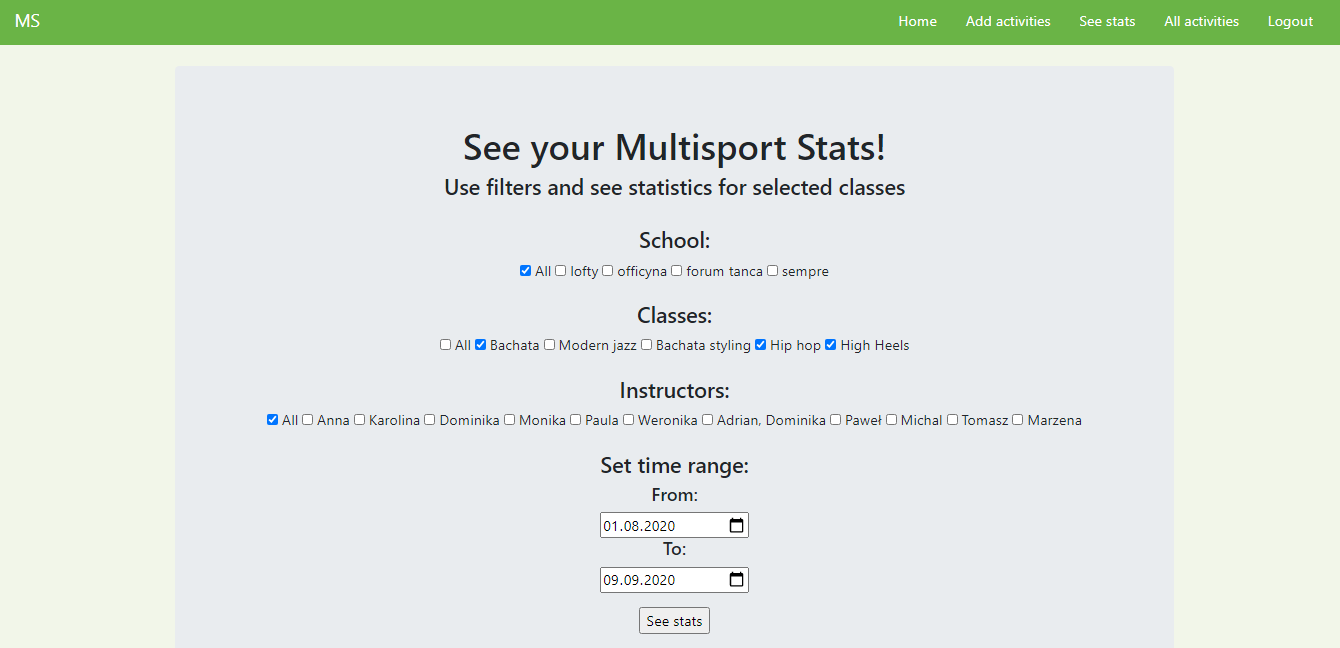 MS Home Add activities See stats All activities Logout
See your Multisport Stats!
Use filters and see statistics for selected classes
School:
All lofty officyna forum tanca sempre
Classes:
All Bachata Modern jazz Bachata styling Hip hop High Heels
Instructors:
All Anna Karolina Dominika Monika Paula Weronika Adrian, Dominika Paweł Michal Tomasz Marzena
Set time range:
From:
01.08.2020
To:
09.09.2020
See stats